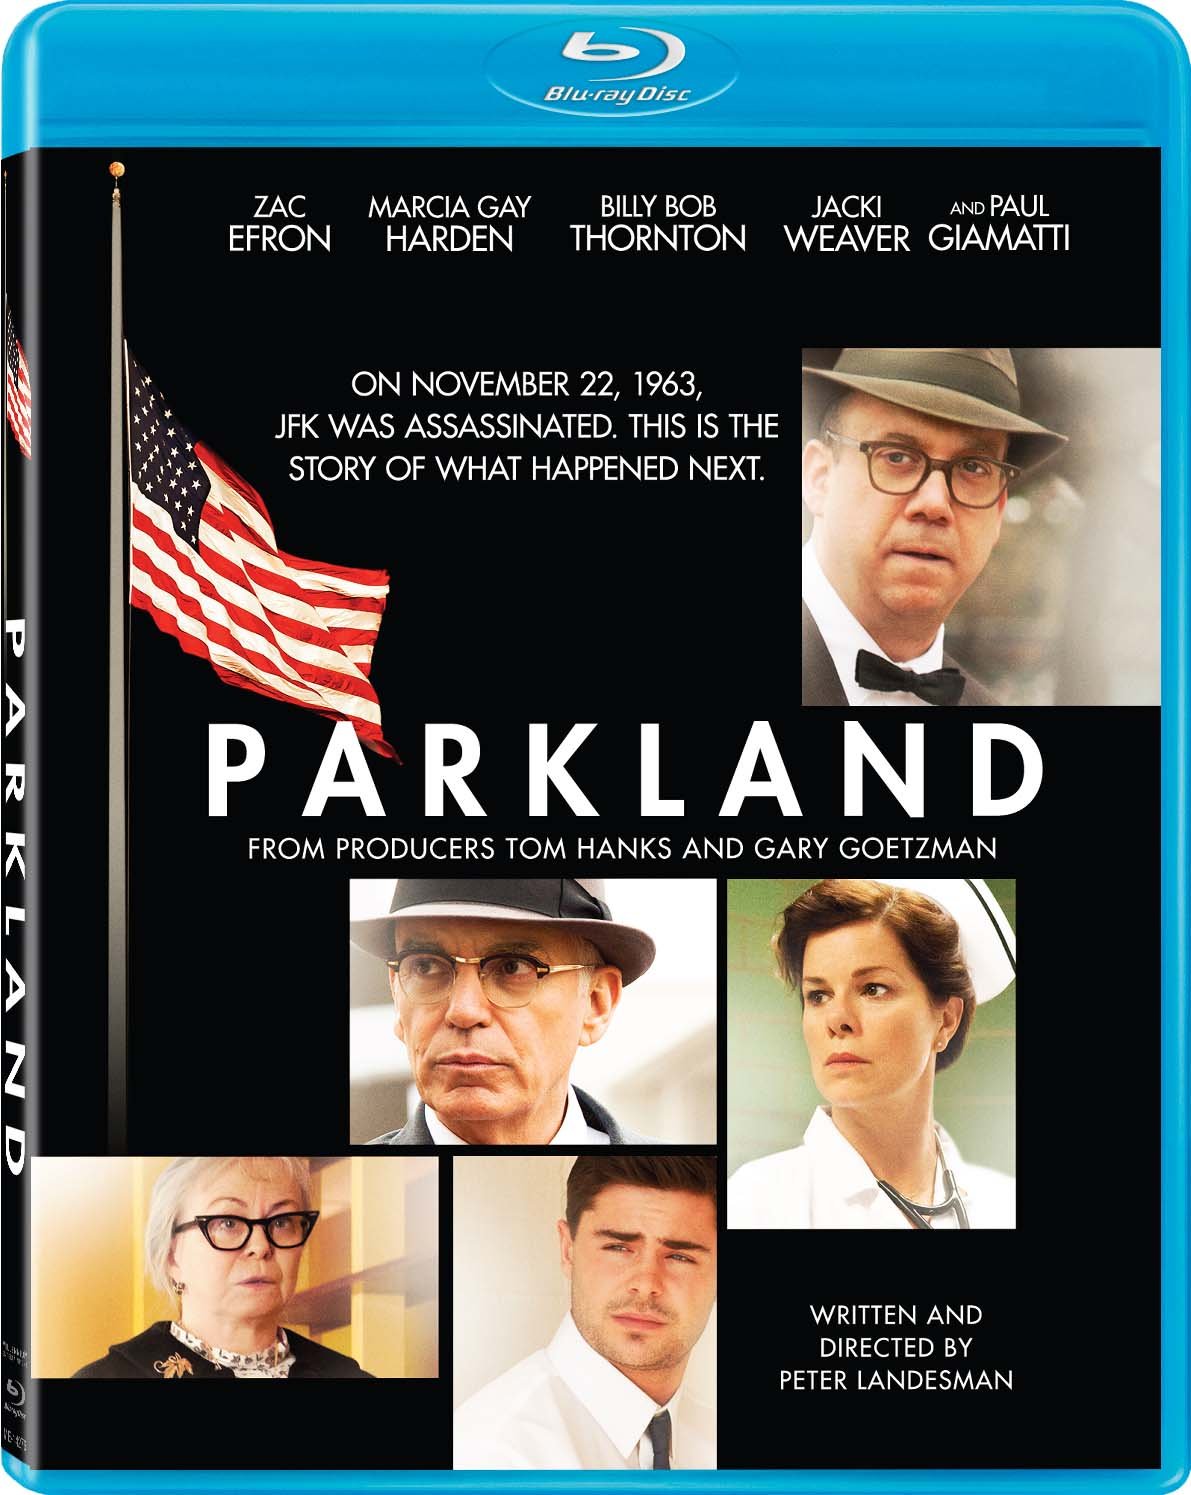 Blu-ray Disc
ZAC EFRON
MARCIA GAY HARDEN
BILLY BOB THORNTON
JACKI WEAVER
AND PAUL GIAMATTI
ON NOVEMBER 22, 1963,
JFK WAS ASSASSINATED. THIS IS THE
STORY OF WHAT HAPPENED NEXT.
PARKLAND
FROM PRODUCERS TOM HANKS AND GARY GOETZMAN
WRITTEN AND
DIRECTED BY
PETER LANDESMAN
PARKLAND